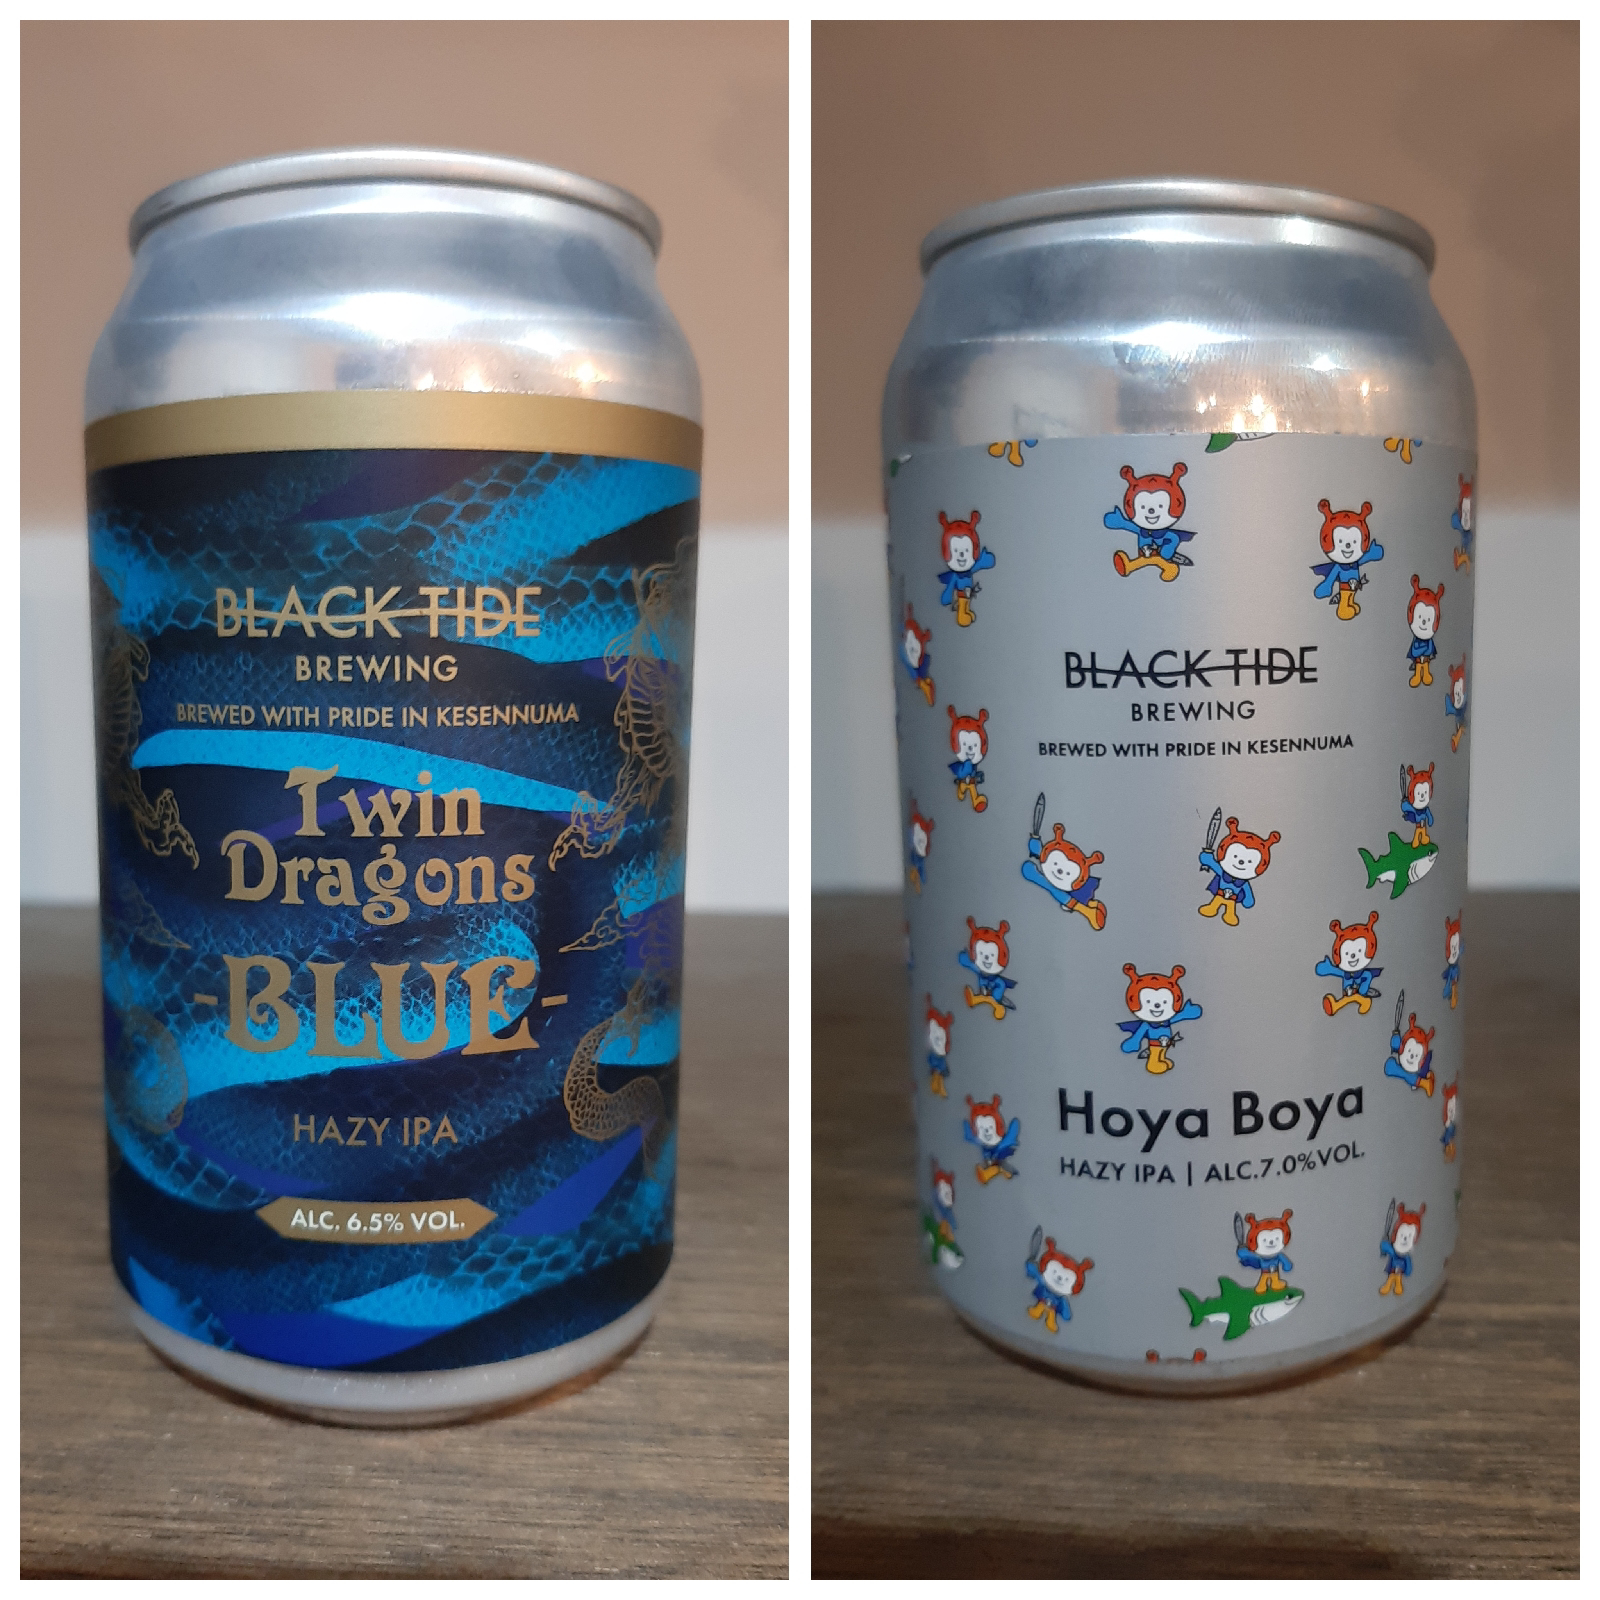 BLACK TIDE
BREWING
BREWED WITH PRIDE IN KESENNUMA
Twin
Dragons
-BLUE-
HAZY IPA
ALC. 6.5% VOL.
BLACK TIDE
BREWING
BREWED WITH PRIDE IN KESENNUMA
Hoya Boya
HAZY IPA | ALC.7.0%VOL.